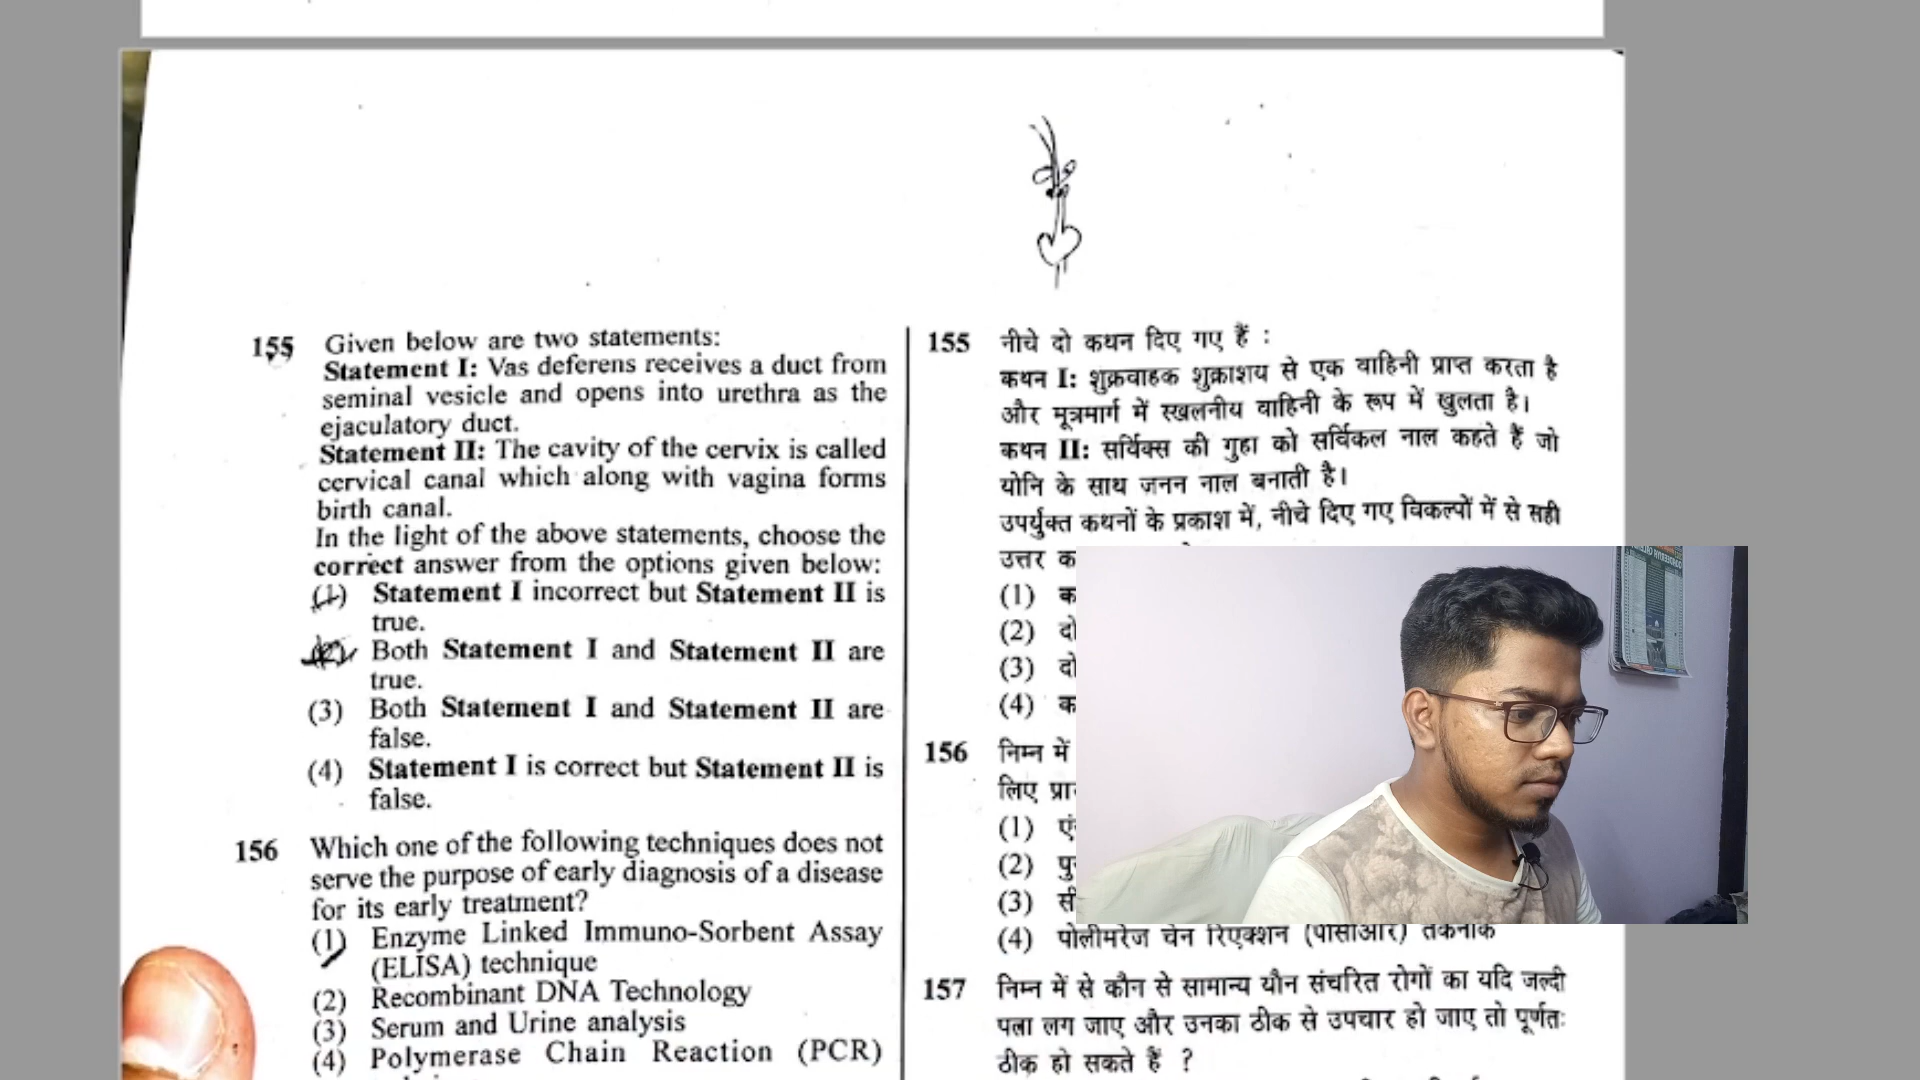 155 Given below are two statements:
Statement I: Vas deferens receives a duct from
seminal vesicle and opens into urethra as the
ejaculatory duct.
Statement II: The cavity of the cervix is called
cervical canal which along with vagina forms
birth canal.
In the light of the above statements, choose the
correct answer from the options given below:
(1) Statement I incorrect but Statement II is
true.
(2) Both Statement I and Statement II are
true.
(3) Both Statement I and Statement II are
false.
(4) Statement I is correct but Statement II is
false.
156 Which one of the following techniques does not
serve the purpose of early diagnosis of a disease
for its early treatment?
(1) Enzyme Linked Immuno-Sorbent Assay
(ELISA) technique
(2) Recombinant DNA Technology
(3) Serum and Urine analysis
(4) Polymerase Chain Reaction (PCR)
155 नीचे दो कथन दिए गए हैं :
कथन I: शुक्रवाहक शुक्राशय से एक वाहिनी प्राप्त करता है
और मूत्रमार्ग में स्खलनीय वाहिनी के रूप में खुलता है।
कथन II: सर्विक्स की गुहा को सर्विकल नाल कहते हैं जो
योनि के साथ जनन नाल बनाती है।
उपर्युक्त कथनों के प्रकाश में, नीचे दिए गए विकल्पों में से सही
उत्तर
(1)
(2)
(3)
(4)
156 निम्न में
लिए
(1)
(2)
(3)
(4) पोलीमरेज चेन रिएक्शन (पीसीआर) तकनीक
157 निम्न में से कौन से सामान्य यौन संचरित रोगों का यदि जल्दी
पता लग जाए और उनका ठीक से उपचार हो जाए तो पूर्णतः
ठीक हो सकते हैं ?